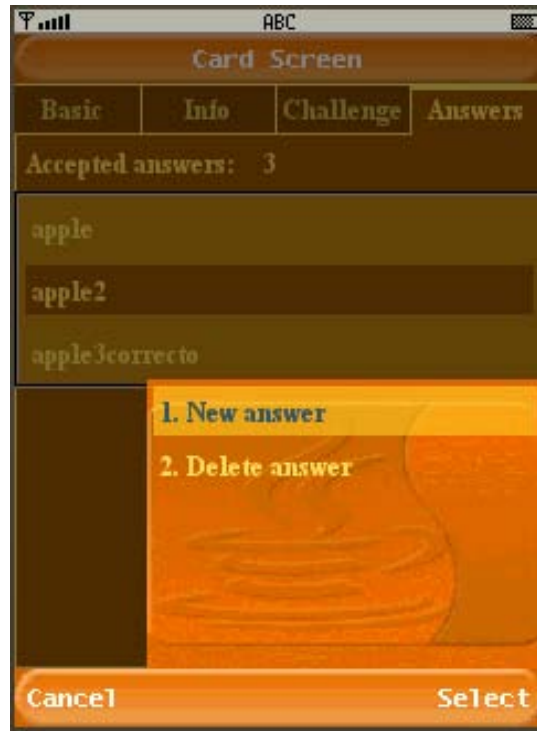 ABC
Card Screen
Basic Info Challenge Answers
Accepted answers: 3
apple
apple2
apple3correcto
1. New answer
2. Delete answer
Cancel Select